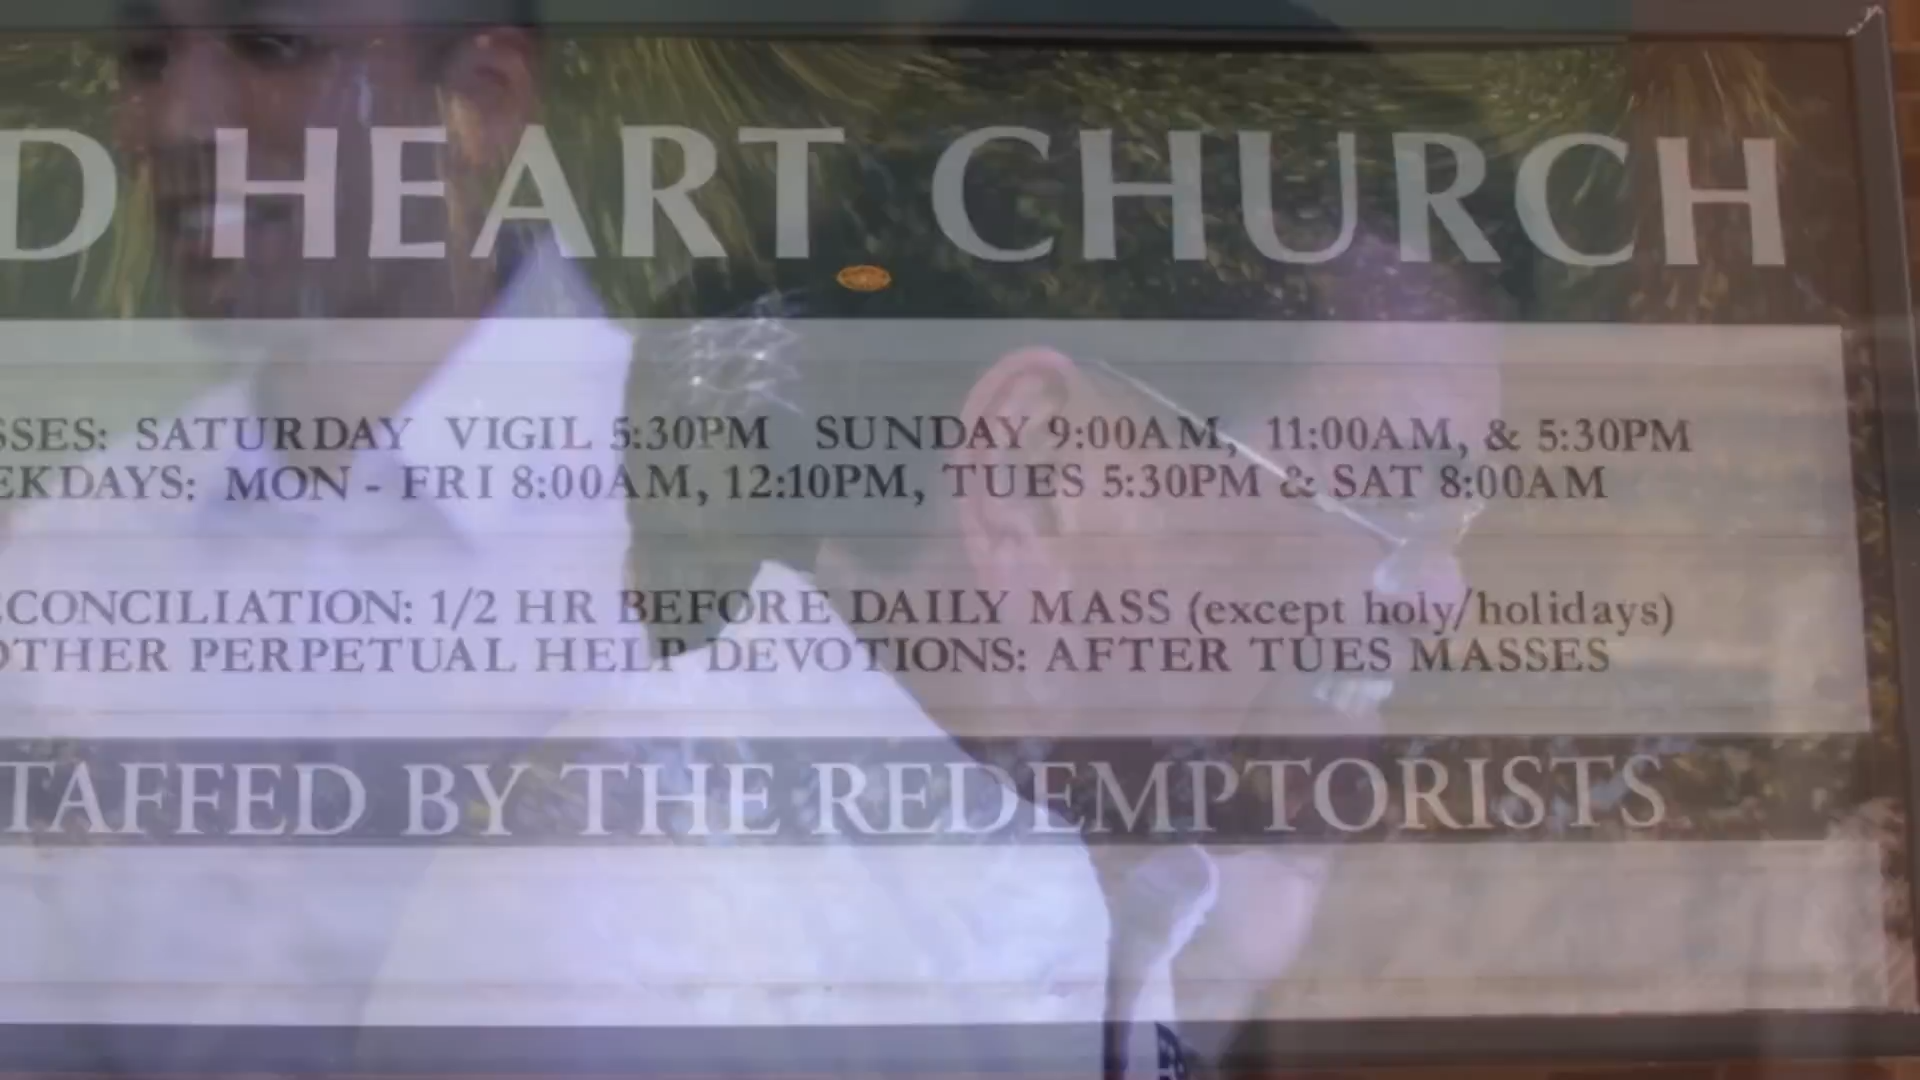 D HEART CHURCH
SSES: SATURDAY VIGIL 5:30PM SUNDAY 9:00AM, 11:00AM, & 5:30PM
EKDAYS: MON - FRI 8:00AM, 12:10PM, TUES 5:30PM & SAT 8:00AM
CONCILIATION: 1/2 HR BEFORE DAILY MASS (except holy/holidays)
OTHER PERPETUAL HELP DEVOTIONS: AFTER TUES MASSES
TAFFED BY THE REDEMPTORISTS